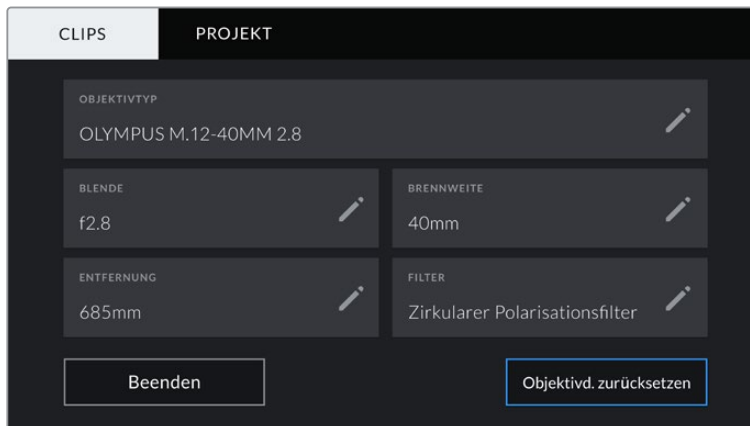 CLIPS PROJEKT
OBJEKTIVTYP
OLYMPUS M.12-40MM 2.8
BLENDE
f2.8
BRENNWEITE
40mm
ENTFERNUNG
685mm
FILTER
Zirkularer Polarisationsfilter
Beenden
Objektivd. zurücksetzen